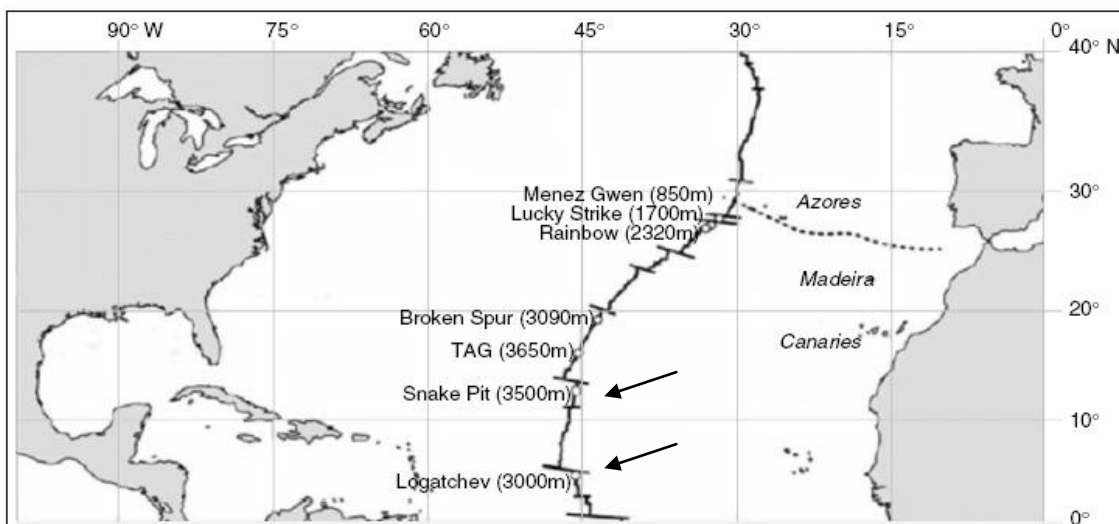 90° W 75° 60° 45° 30° 15° 0°
40° N
Menez Gwen (850m)
30°
Azores
Lucky Strike (1700m)
Rainbow (2320m)
Madeira
Broken Spur (3090m)
20°
Canaries
TAG (3650m)
Snake Pit (3500m)
10°
Logatchev (3000m)
0°